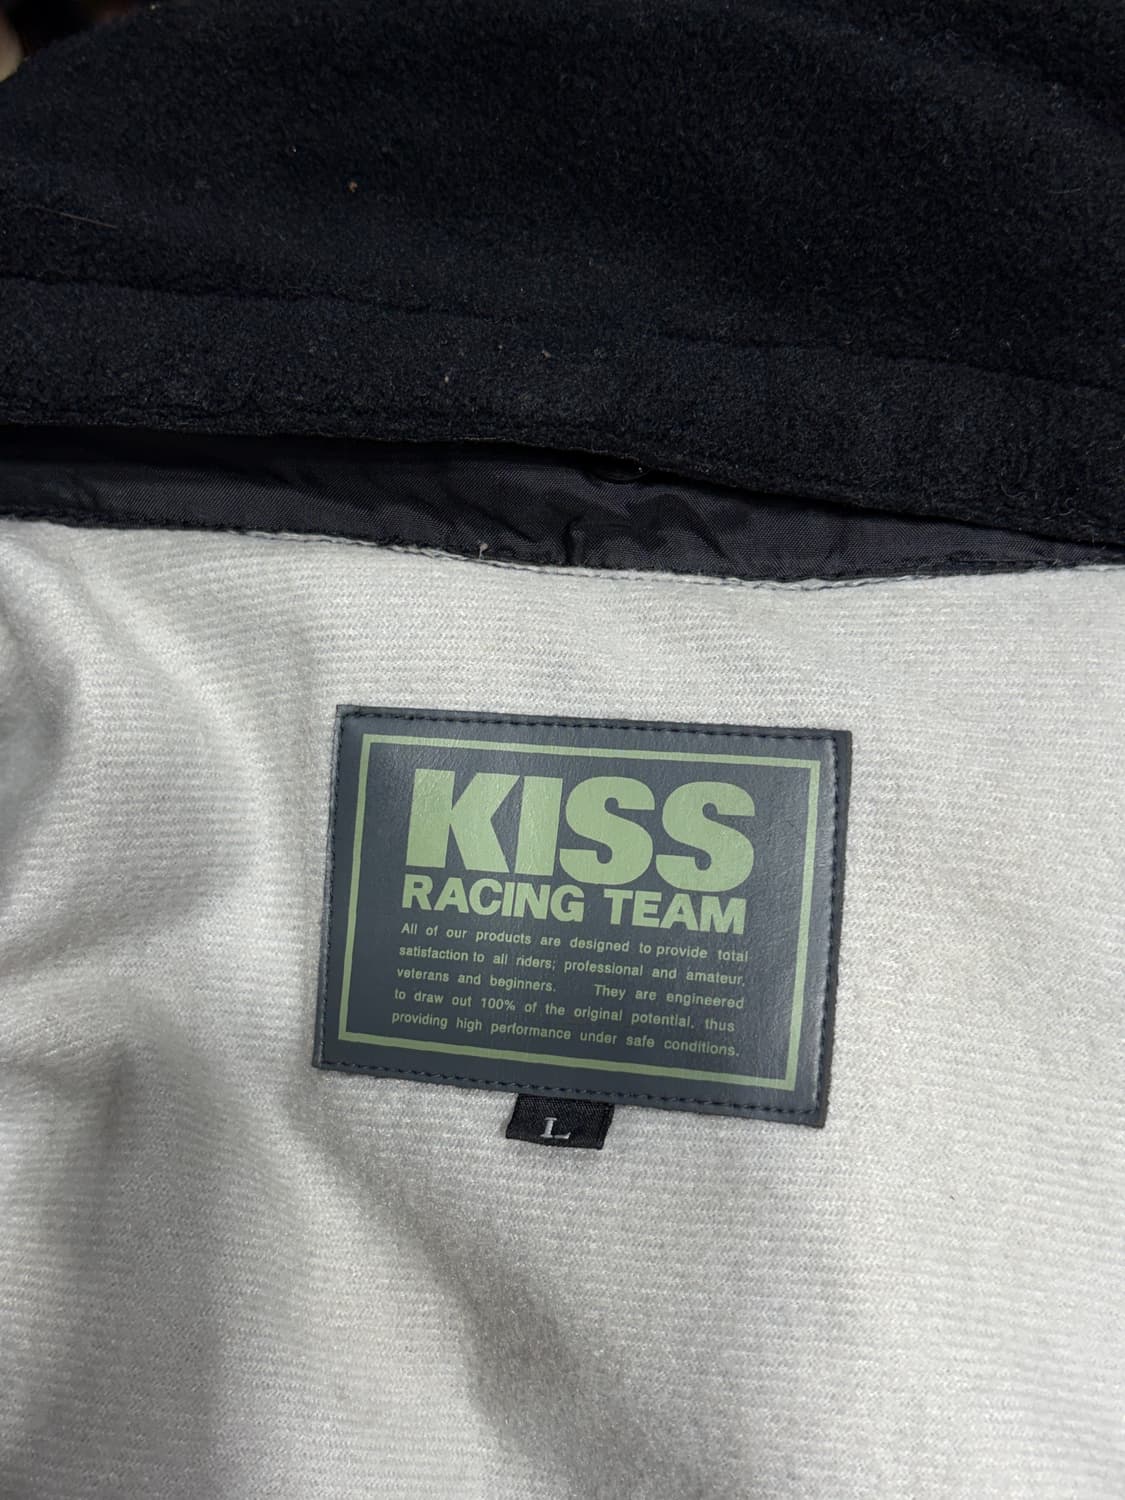 KISS
RACING TEAM
All of our products are designed to provide total
satisfaction to all riders; professional and amateur,
veterans and beginners. They are engineered
to draw out 100% of the original potential, thus
providing high performance under safe conditions.
L